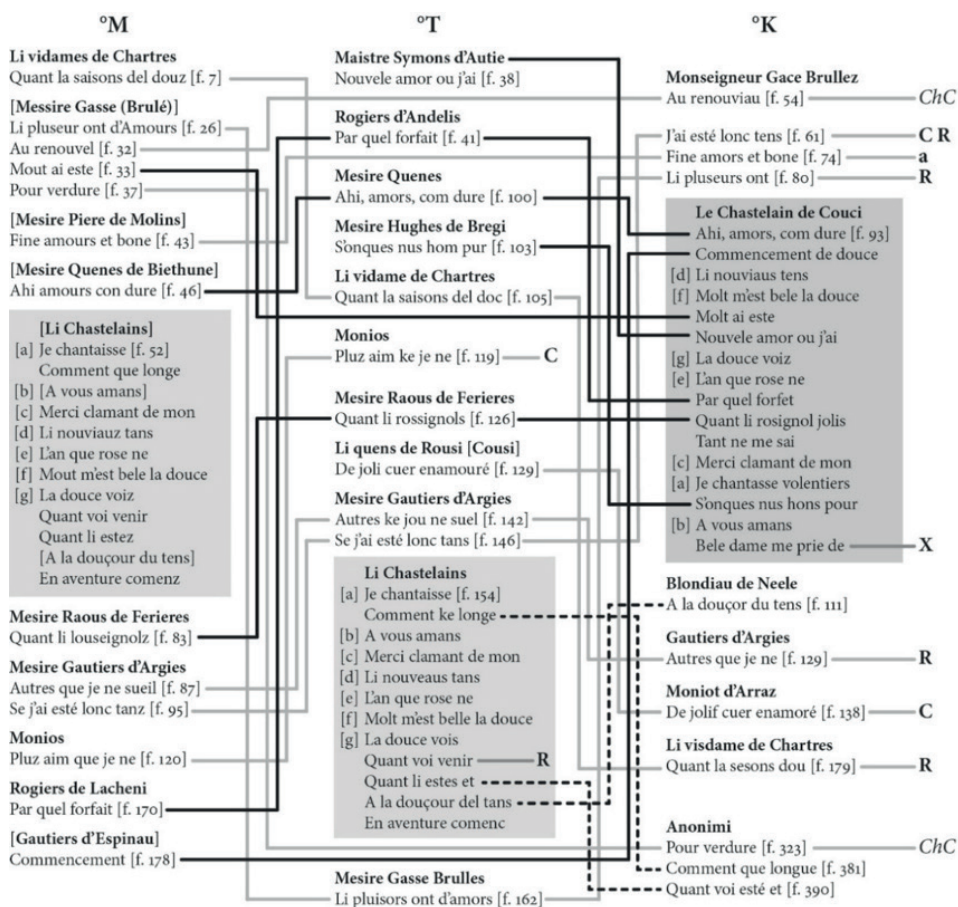 °M
Li vidames de Chartres
Quant la saisons del douz [f. 7]
[Messire Gasse (Brulé)]
Li pluseur ont d'Amours [f. 26]
Au renouvel [f. 32]
Mout ai este [f. 33]
Pour verdure [f. 37]
[Mesire Piere de Molins]
Fine amours et bone [f. 43]
[Mesire Quenes de Biethune]
Ahi amours con dure [f. 46]
[Li Chastelains]
[a] Je chantaisse [f. 52]
Comment que longe
[b] [A vous amans]
[c] Merci clamant de mon
[d] Li nouviauz tans
[e] L'an que rose ne
[f] Mout m'est bele la douce
[g] La douce voiz
Quant voi venir
Quant li estez
[A la douçour du tens]
En aventure comenz
Mesire Raous de Ferieres
Quant li louseignolz [f. 83]
Mesire Gautiers d'Argies
Autres que je ne sueil [f. 87]
Se j'ai esté lonc tanz [f. 95]
Monios
Pluz aim que je ne [f. 120]
Rogiers de Lacheni
Par quel forfait [f. 170]
[Gautiers d'Espinau]
Commencement [f. 178]
°T
Maistre Symons d'Autie
Nouvele amor ou j'ai [f. 38]
Rogiers d'Andelis
Par quel forfait [f. 41]
Mesire Quenes
Ahi, amors, com dure [f. 100]
Mesire Hughes de Bregi
S'onques nus hom pur [f. 103]
Li vidame de Chartres
Quant la saisons del doc [f. 105]
Monios
Pluz aim ke je ne [f. 119] C
Mesire Raous de Ferieres
Quant li rossignols [f. 126]
Li quens de Rousi [Cousi]
De joli cuer enamouré [f. 129]
Mesire Gautiers d'Argies
Autres ke jou ne suel [f. 142]
Se j'ai esté lonc tans [f. 146]
Li Chastelains
[a] Je chantaisse [f. 154]
Comment ke longe
[b] A vous amans
[c] Merci clamant de mon
[d] Li nouveaus tans
[e] L'an que rose ne
[f] Molt m'est belle la douce
[g] La douce vois
Quant voi venir R
Quant li estes et
A la douçour del tans
En aventure comenc
Mesire Gasse Brulles
Li pluisors ont d'amors [f. 162]
°K
Monseigneur Gace Brullez
Au renouviau [f. 54] ChC
J'ai esté lonc tens [f. 61] C R
Fine amors et bone [f. 74] a
Li pluseurs ont [f. 80] R
Le Chastelain de Couci
Ahi, amors, com dure [f. 93]
Commencement de douce
[d] Li nouviaus tens
[f] Molt m'est bele la douce
Molt ai este
Nouvele amor ou j'ai
[g] La douce voiz
[e] L'an que rose ne
Par quel forfet
Quant li rosignol jolis
Tant ne me sai
[c] Merci clamant de mon
[a] Je chantasse volentiers
S'onques nus hons pour
[b] A vous amans
Bele dame me prie de X
Blondiau de Neele
A la douçor du tens [f. 111]
Gautiers d'Argies
Autres que je ne [f. 129] R
Moniot d'Arraz
De jolif cuer enamoré [f. 138] C
Li visdame de Chartres
Quant la sesons dou [f. 179] R
Anonimi
Pour verdure [f. 323] ChC
Comment que longue [f. 381]
Quant voi esté et [f. 390]